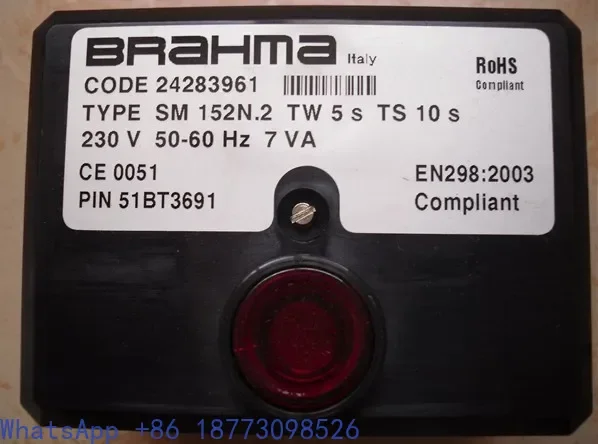 BRAHMA Italy
RoHS
Compliant
CODE 24283961
TYPE SM 152N.2 TW 5 s TS 10 s
230 V 50-60 Hz 7 VA
CE 0051
EN298:2003
PIN 51BT3691
Compliant
WhatsApp +86 18773098526